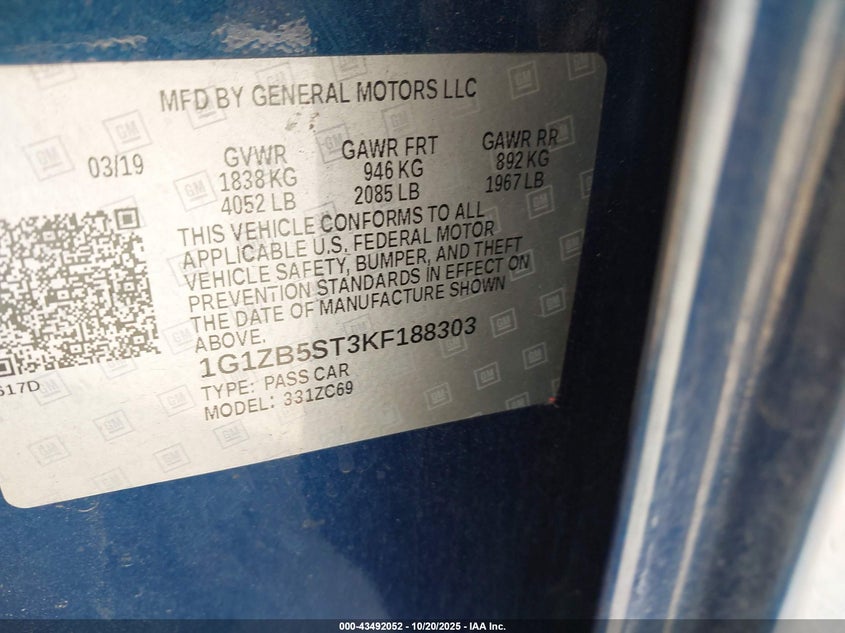 MFD BY GENERAL MOTORS LLC
03/19 GVWR GAWR FRT GAWR RR
1838 KG 946 KG 892 KG
4052 LB 2085 LB 1967 LB
THIS VEHICLE CONFORMS TO ALL
APPLICABLE U.S. FEDERAL MOTOR
VEHICLE SAFETY, BUMPER, AND THEFT
PREVENTION STANDARDS IN EFFECT ON
THE DATE OF MANUFACTURE SHOWN
ABOVE.
1G1ZB5ST3KF188303
TYPE: PASS CAR
MODEL: 331ZC69
617D
GM
000-43492052 - 10/20/2025 - IAA Inc.